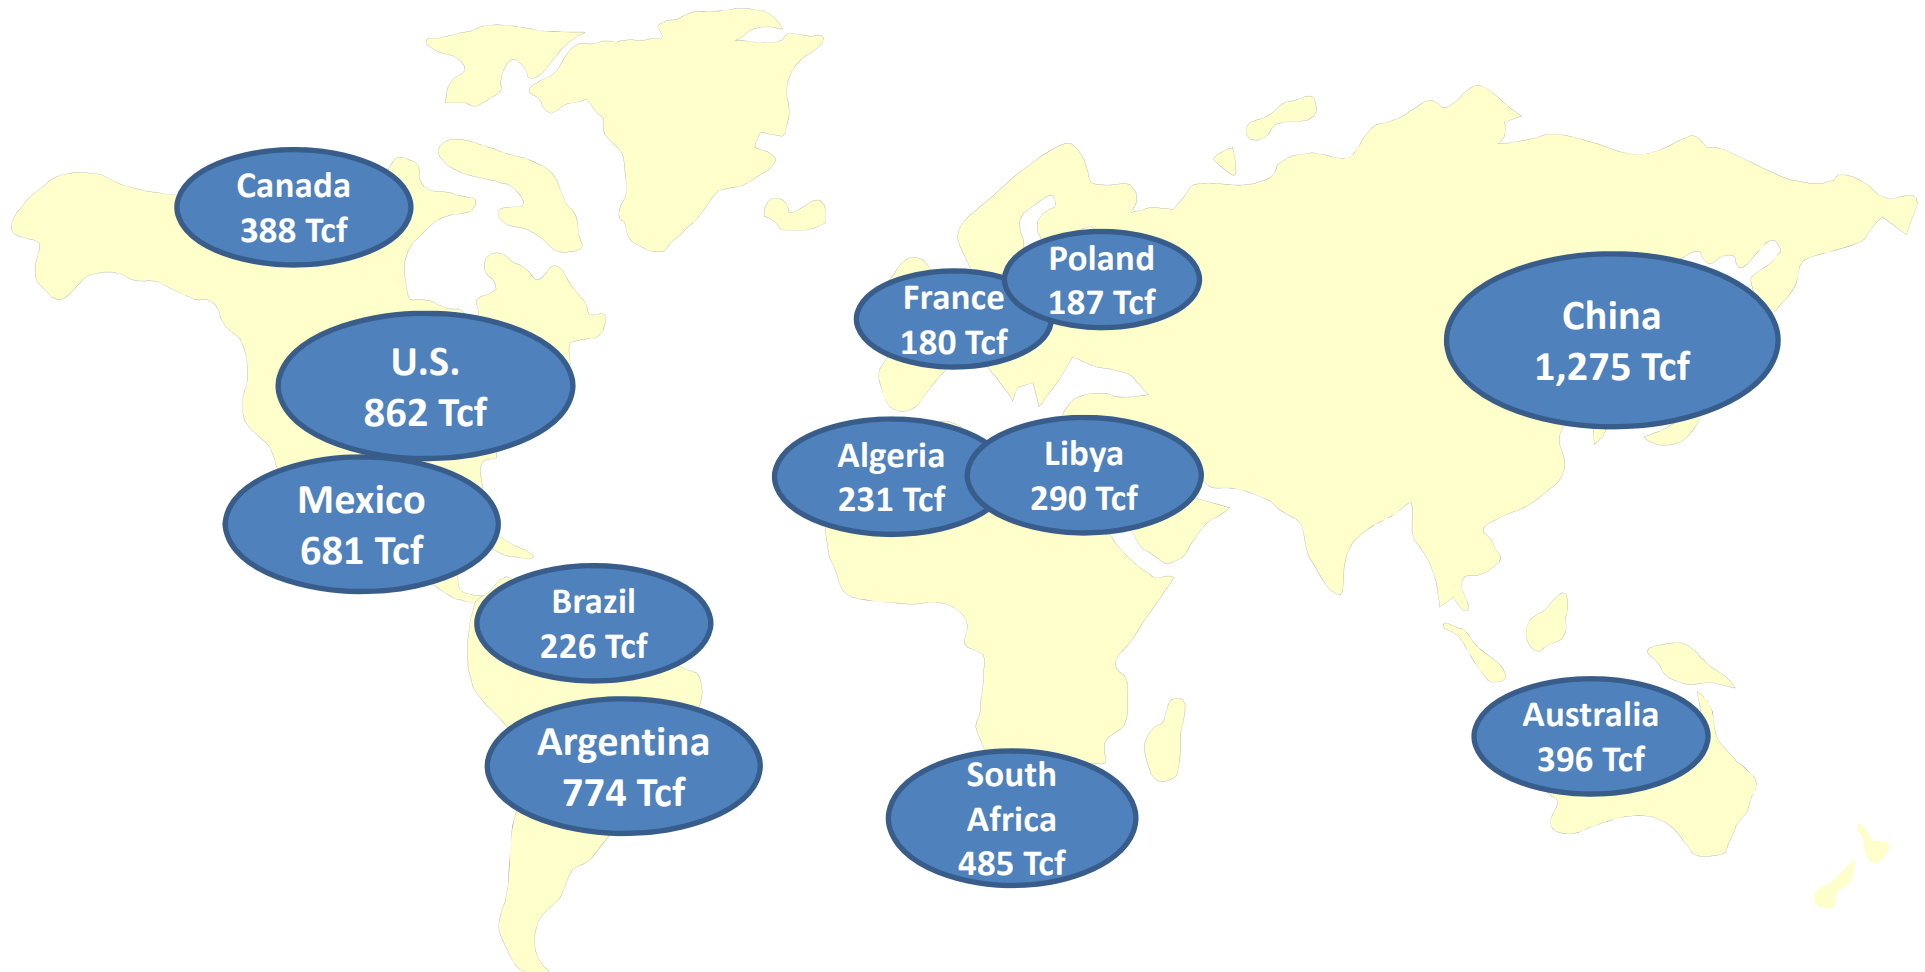 Canada
388 Tcf
Poland
187 Tcf
France
180 Tcf
China
1,275 Tcf
U.S.
862 Tcf
Algeria
231 Tcf
Libya
290 Tcf
Mexico
681 Tcf
Brazil
226 Tcf
Argentina
774 Tcf
South
Africa
485 Tcf
Australia
396 Tcf